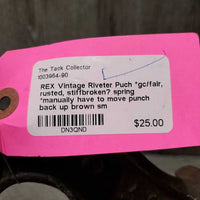 The Tack Collector
1003964-90
REX Vintage Riveter Puch *gc/fair,
rusted, stiff/broken? spring
*manually have to move punch
back up brown sm
DN3QND
$25.00